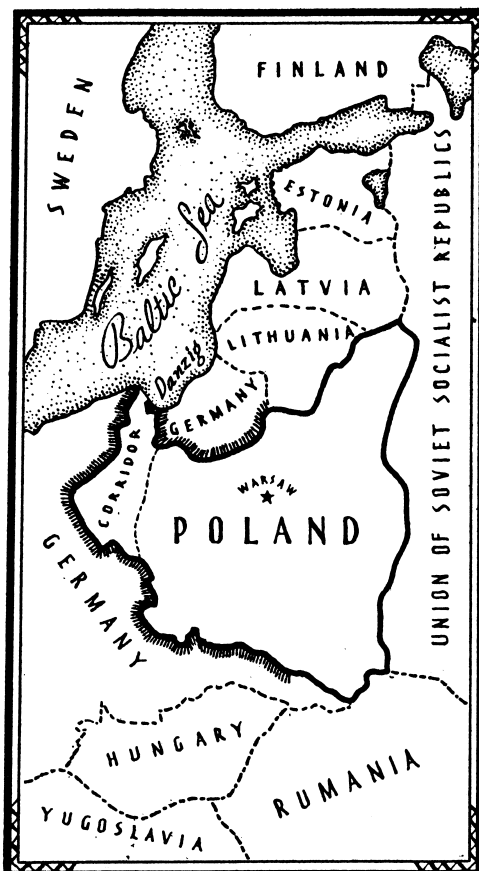 FINLAND
SWEDEN
ESTONIA
Baltic Sea
LATVIA
LITHUANIA
Danzig
GERMANY
CORRIDOR
WARSAW
POLAND
UNION OF SOVIET SOCIALIST REPUBLICS
GERMANY
HUNGARY
RUMANIA
YUGOSLAVIA